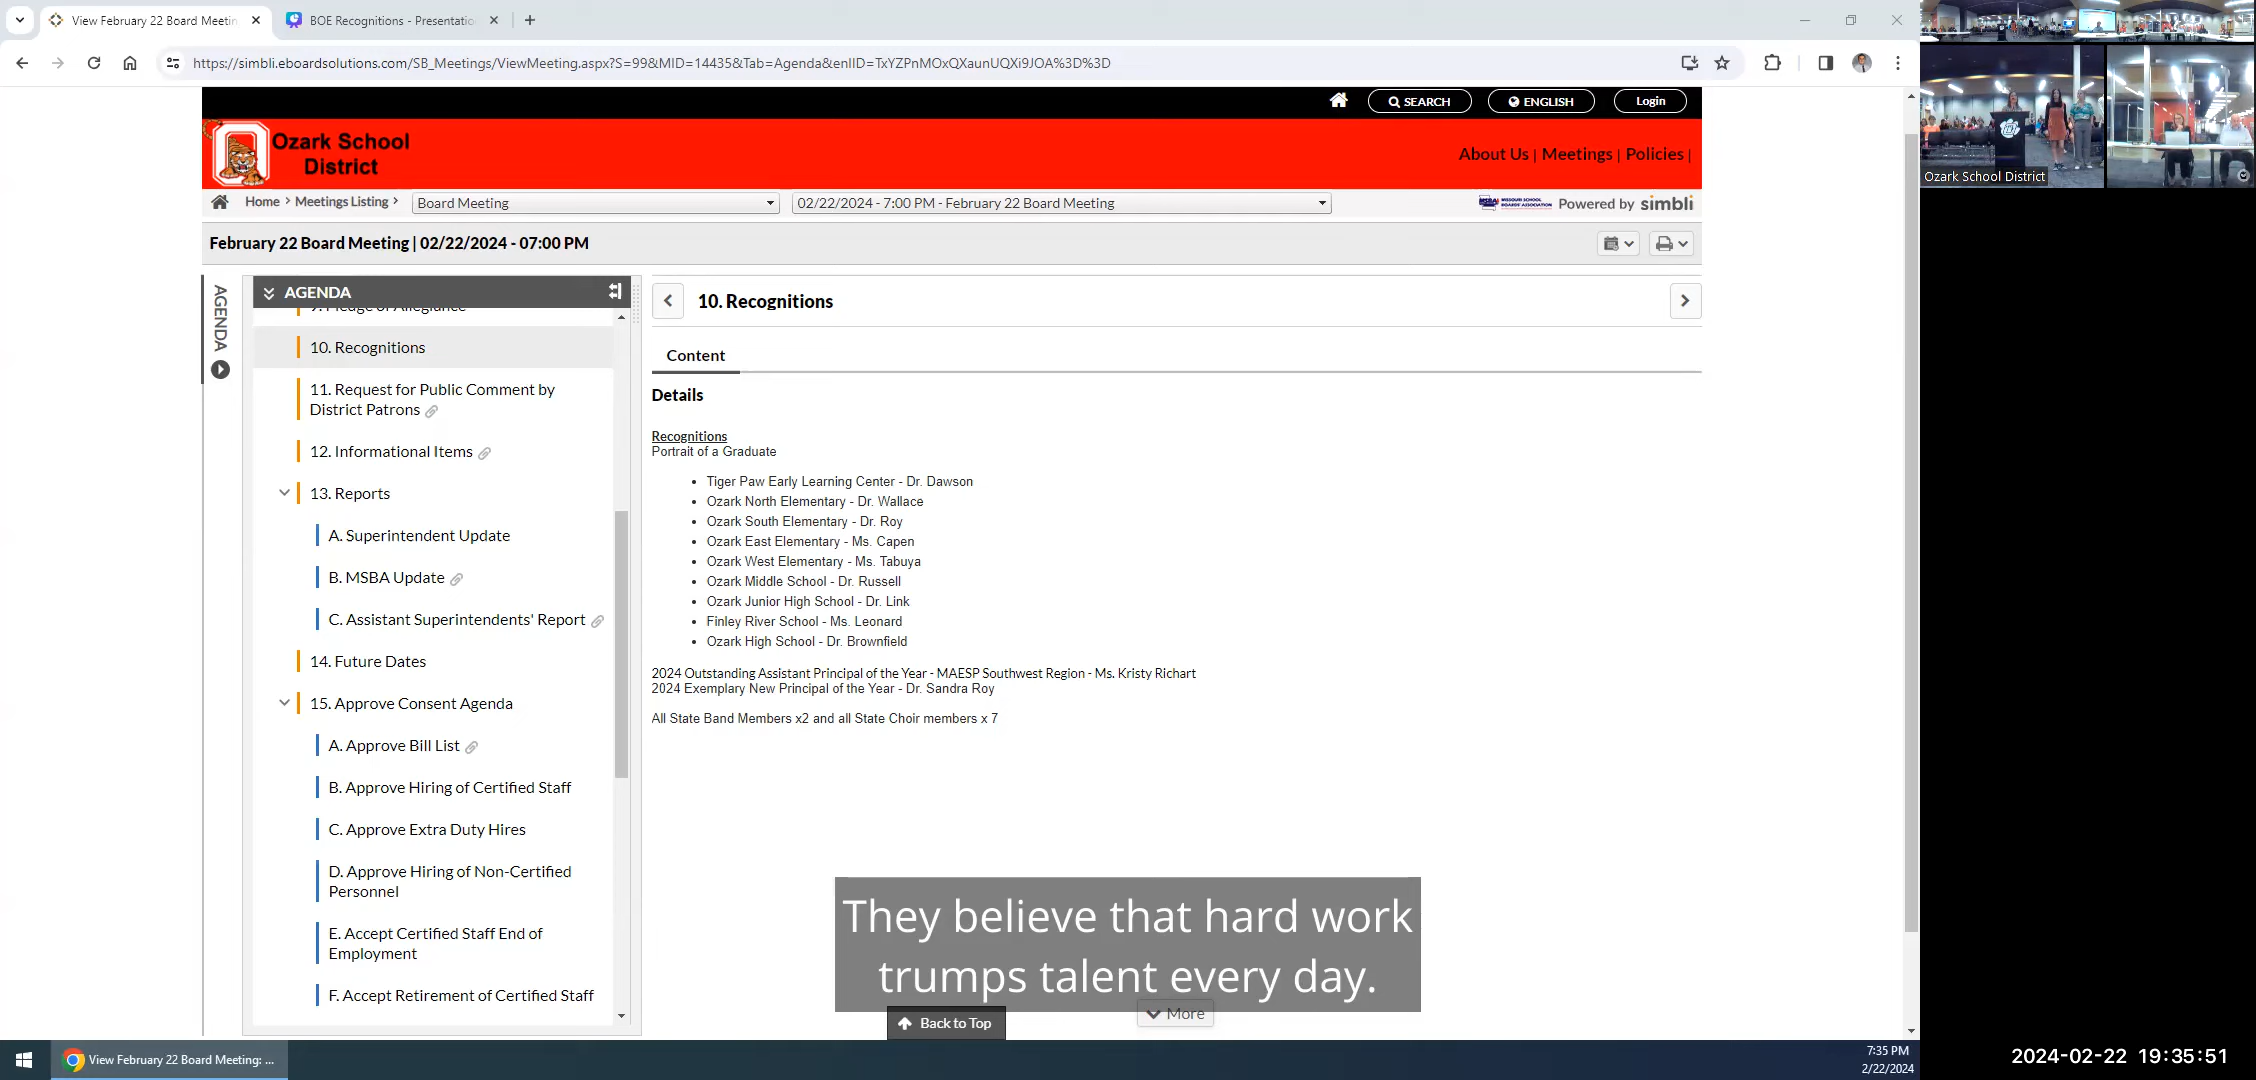 View February 22 Board Meetin
BOE Recognitions - Presentatio
https://simbli.eboardsolutions.com/SB_Meetings/ViewMeeting.aspx?S=99&MID=14435&Tab=Agenda&enIID=TxYZPnMOxQXaunUQXi9JOA%3D%3D
SEARCH
ENGLISH
Login
Ozark School
District
About Us | Meetings | Policies |
Ozark School District
Home > Meetings Listing >
Board Meeting
02/22/2024 - 7:00 PM - February 22 Board Meeting
MSBA
Powered by simbli
February 22 Board Meeting | 02/22/2024 - 07:00 PM
AGENDA
AGENDA
9. Pledge of Allegiance
10. Recognitions
11. Request for Public Comment by
District Patrons
12. Informational Items
13. Reports
A. Superintendent Update
B. MSBA Update
C. Assistant Superintendents' Report
14. Future Dates
15. Approve Consent Agenda
A. Approve Bill List
B. Approve Hiring of Certified Staff
C. Approve Extra Duty Hires
D. Approve Hiring of Non-Certified
Personnel
E. Accept Certified Staff End of
Employment
F. Accept Retirement of Certified Staff
10. Recognitions
Content
Details
Recognitions
Portrait of a Graduate
• Tiger Paw Early Learning Center - Dr. Dawson
• Ozark North Elementary - Dr. Wallace
• Ozark South Elementary - Dr. Roy
• Ozark East Elementary - Ms. Capen
• Ozark West Elementary - Ms. Tabuya
• Ozark Middle School - Dr. Russell
• Ozark Junior High School - Dr. Link
• Finley River School - Ms. Leonard
• Ozark High School - Dr. Brownfield
2024 Outstanding Assistant Principal of the Year - MAESP Southwest Region - Ms. Kristy Richart
2024 Exemplary New Principal of the Year - Dr. Sandra Roy
All State Band Members x2 and all State Choir members x 7
They believe that hard work
trumps talent every day.
More
Back to Top
View February 22 Board Meeting: ...
7:35 PM
2/22/2024
2024-02-22 19:35:51